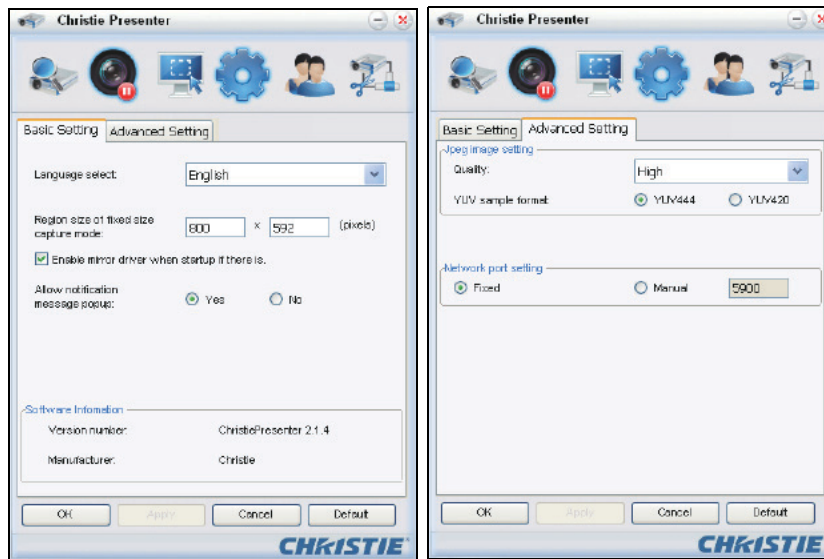 Christie Presenter
Basic Setting Advanced Setting
Language select: English
Region size of fixed size
capture mode: 800 x 592 (pixels)
Enable mirror driver when startup if there is.
Allow notification
message popup: Yes No
Software Infomation
Version number: ChristiePresenter 2.1.4
Manufacturer: Christie
OK Apply Cancel Default
CHRISTIE
Christie Presenter
Basic Setting Advanced Setting
Jpeg image setting
Quality: High
YUV sample format: YUV444 YUV420
Network port setting
Fixed Manual 5900
OK Apply Cancel Default
CHRISTIE